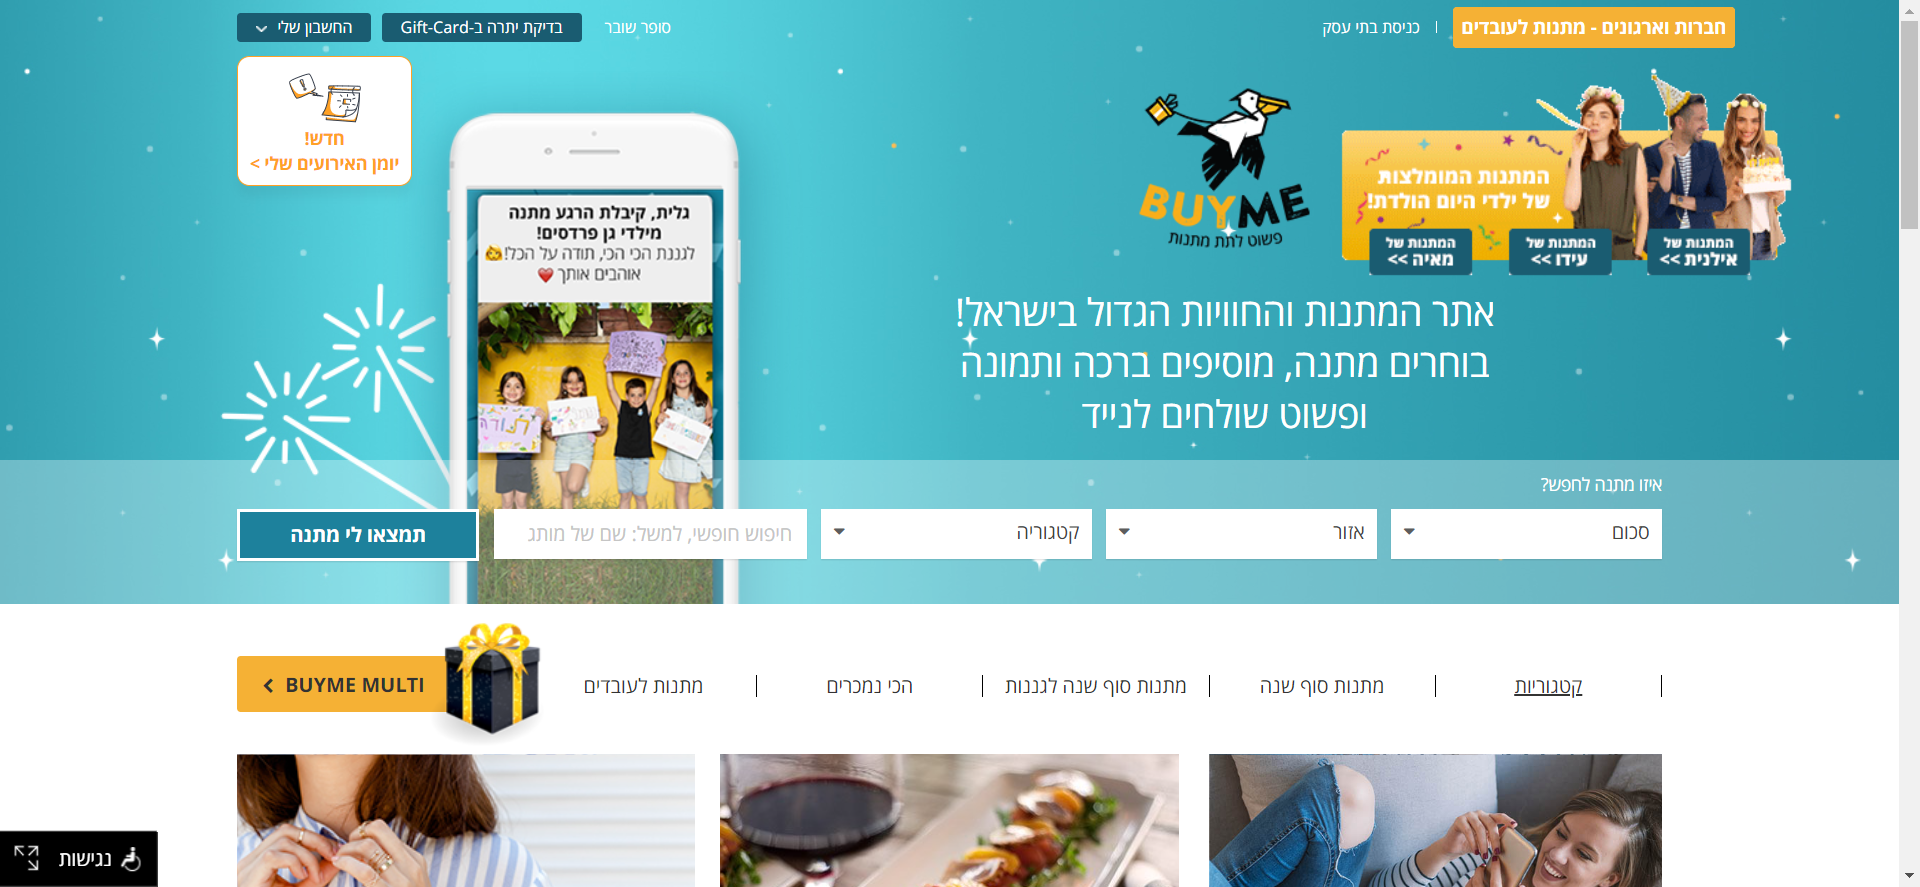 חברות וארגונים - מתנות לעובדים
כניסת בתי עסק
סופר שובר
בדיקת יתרה ב-Gift-Card
החשבון שלי
חדש!
יומן האירועים שלי >
BUYME
פשוט לתת מתנות
המתנות המומלצות
של ילדי היום הולדת!
המתנות של
אילנית >>
המתנות של
עידו >>
המתנות של
מאיה >>
גלית, קיבלת הרגע מתנה
מילדי גן פרדסים!
לגננת הכי הכי, תודה על הכל!
אוהבים אותך
תודה
אתר המתנות והחוויות הגדול בישראל!
בוחרים מתנה, מוסיפים ברכה ותמונה
ופשוט שולחים לנייד
איזו מתנה לחפש?
סכום
אזור
קטגוריה
חיפוש חופשי, למשל: שם של מותג
תמצאו לי מתנה
קטגוריות
מתנות סוף שנה
מתנות סוף שנה לגננות
הכי נמכרים
מתנות לעובדים
BUYME MULTI
נגישות